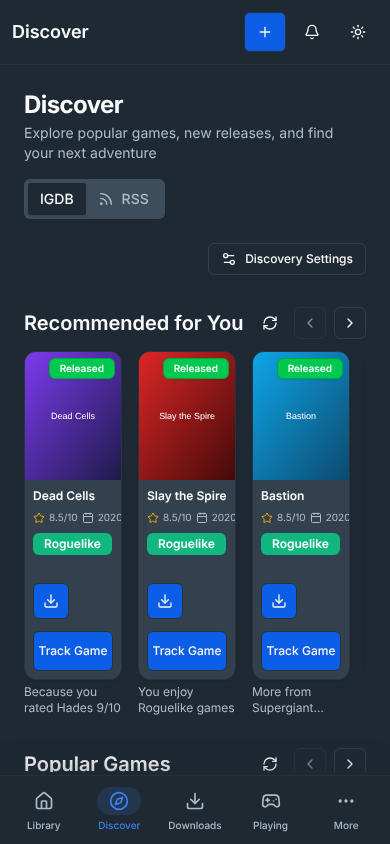 Discover
Discover
Explore popular games, new releases, and find
your next adventure
IGDB RSS
Discovery Settings
Recommended for You
Released Released Released
Dead Cells Slay the Spire Bastion
Dead Cells Slay the Spire Bastion
8.5/10 2020 8.5/10 2020 8.5/10 2020
Roguelike Roguelike Roguelike
Track Game Track Game Track Game
Because you You enjoy More from
rated Hades 9/10 Roguelike games Supergiant...
Popular Games
Library Discover Downloads Playing More